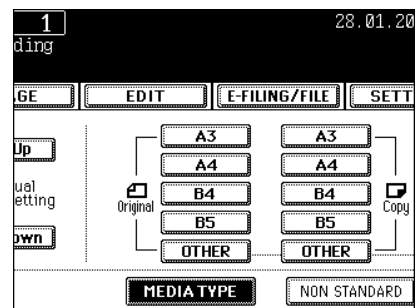 1 28.01.20
ding
.GE EDIT E-FILING/FILE SETT
A3 A3
Up
A4 A4
ual
etting
Original B4 B4 Copy
B5 B5
own
OTHER OTHER
MEDIA TYPE NON STANDARD